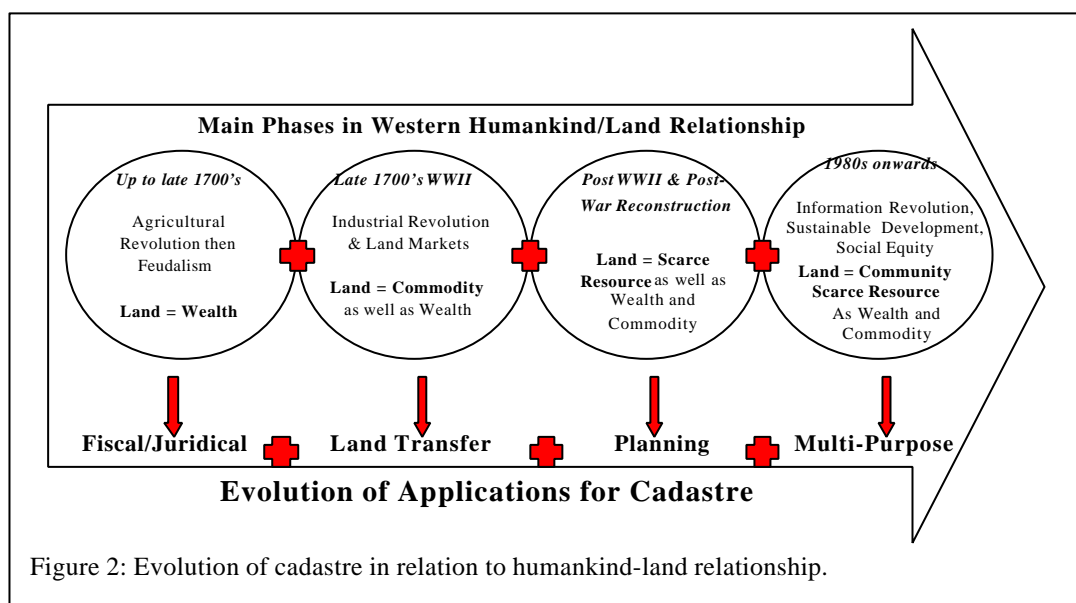 Main Phases in Western Humankind/Land Relationship
Up to late 1700's
Agricultural
Revolution then
Feudalism
Land = Wealth
Late 1700's WWII
Industrial Revolution
& Land Markets
Land = Commodity
as well as Wealth
Post WWII & Post-
War Reconstruction
Land = Scarce
Resource as well as
Wealth and
Commodity
1980s onwards
Information Revolution,
Sustainable Development,
Social Equity
Land = Community
Scarce Resource
As Wealth and
Commodity
Fiscal/Juridical
Land Transfer
Planning
Multi-Purpose
Evolution of Applications for Cadastre
Figure 2: Evolution of cadastre in relation to humankind-land relationship.